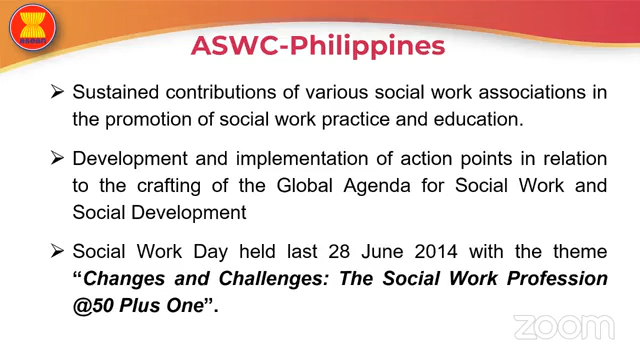 asean
ASWC-Philippines
➢ Sustained contributions of various social work associations in
the promotion of social work practice and education.
➢ Development and implementation of action points in relation
to the crafting of the Global Agenda for Social Work and
Social Development
➢ Social Work Day held last 28 June 2014 with the theme
“Changes and Challenges: The Social Work Profession
@50 Plus One”.
zoom